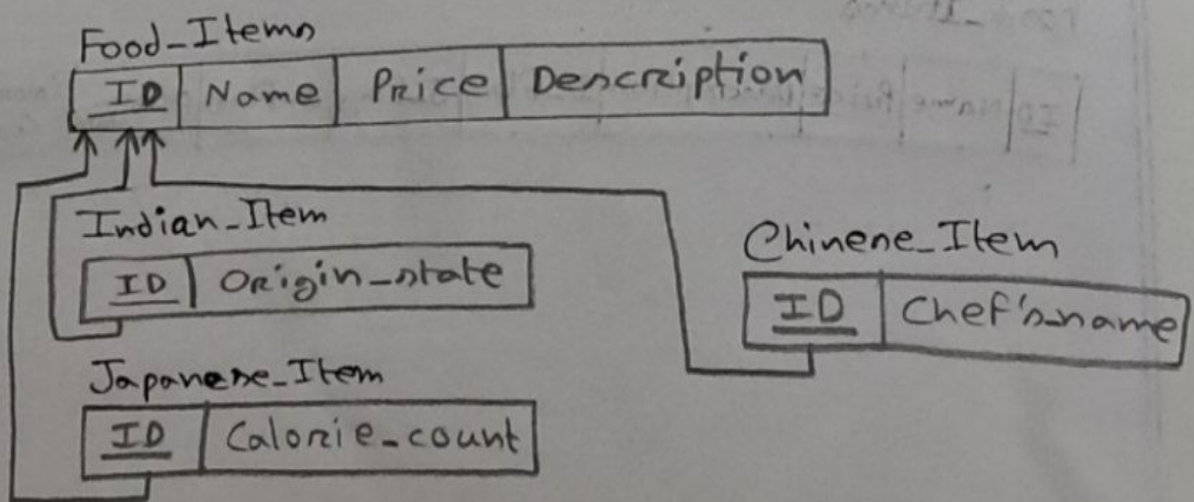 Food_Items
ID Name Price Description
Indian_Item
ID Origin_state
Chinese_Item
ID Chef's_name
Japanese_Item
ID Calorie_count